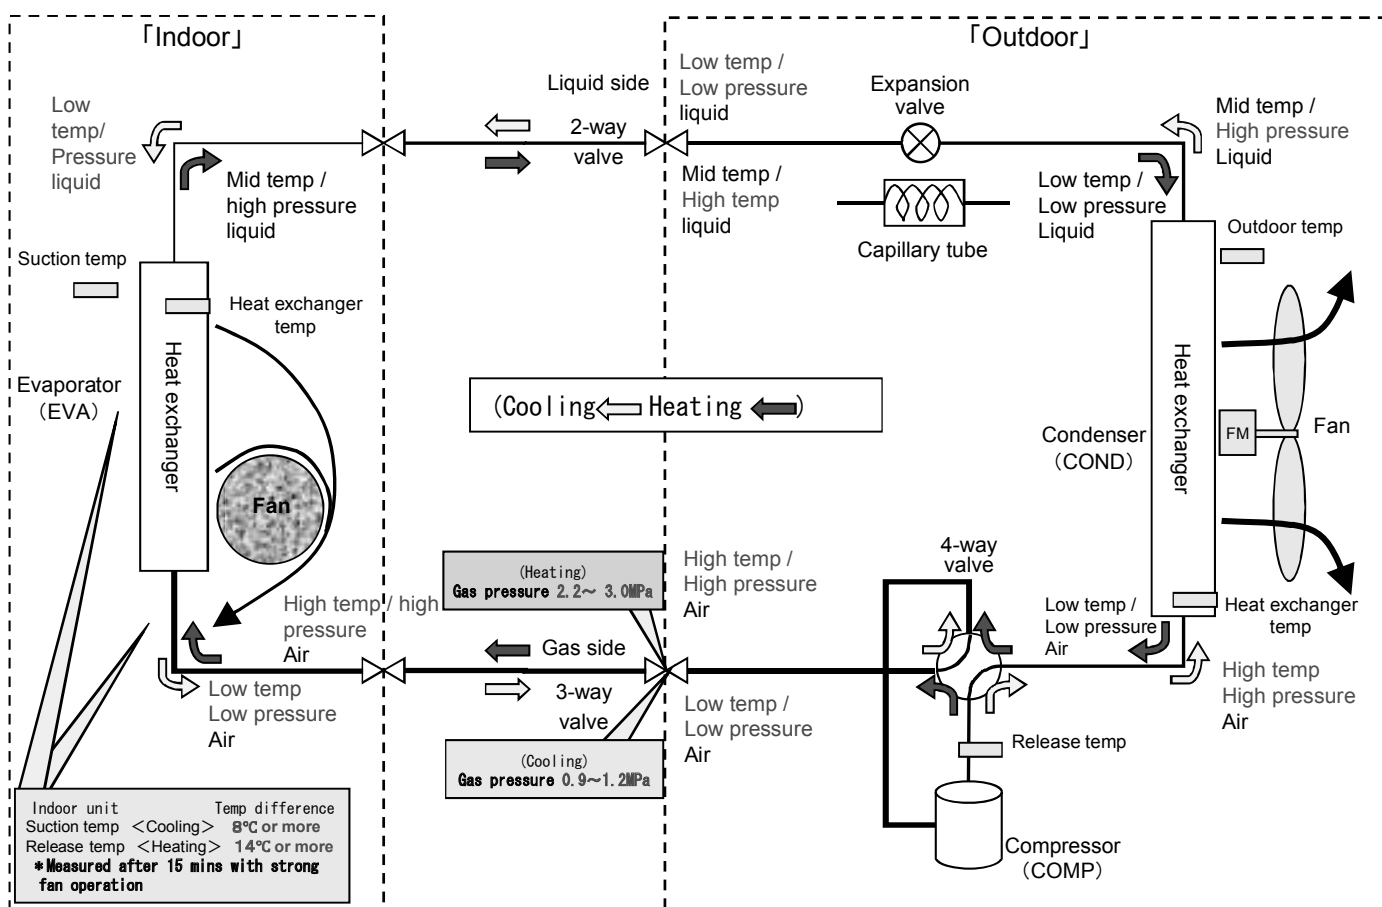 「Indoor」
「Outdoor」
Low
temp/
Pressure
liquid
Mid temp /
high pressure
liquid
Liquid side
2-way
valve
Low temp /
Low pressure
liquid
Mid temp /
High temp
liquid
Expansion
valve
Capillary tube
Mid temp /
High pressure
Liquid
Low temp /
Low pressure
Liquid
Suction temp
Heat exchanger
temp
Heat exchanger
Evaporator
（EVA）
Fan
(Cooling Heating )
Outdoor temp
Heat exchanger
Condenser
（COND）
FM
Fan
Heat exchanger
temp
(Heating)
Gas pressure 2.2～ 3.0MPa
High temp /
High pressure
Air
4-way
valve
Low temp /
Low pressure
Air
High temp / high
pressure
Air
Gas side
3-way
valve
Low temp
Low pressure
Air
Low temp /
Low pressure
Air
High temp
High pressure
Air
(Cooling)
Gas pressure 0.9～1.2MPa
Release temp
Compressor
（COMP）
Indoor unit Temp difference
Suction temp ＜Cooling＞ 8℃ or more
Release temp ＜Heating＞ 14℃ or more
＊Measured after 15 mins with strong
fan operation